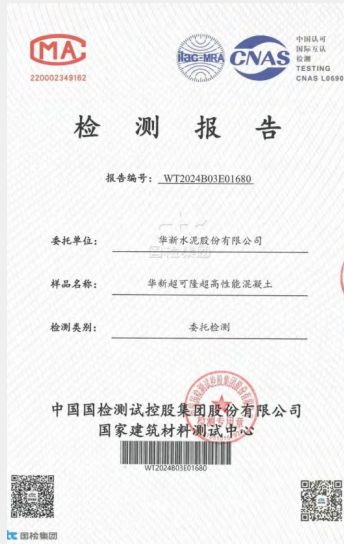 MA
220002349162
ilac-MRA
CNAS
中国认可
国际互认
检测
TESTING
CNAS L0690
检测报告
报告编号： WT2024B03E01680
委托单位： 华新水泥股份有限公司
国检集团
样品名称： 华新超可隆超高性能混凝土
检测类别： 委托检测
中国国检测试控股集团股份有限公司
国家建筑材料测试中心
WT2024B03E01680
国检集团